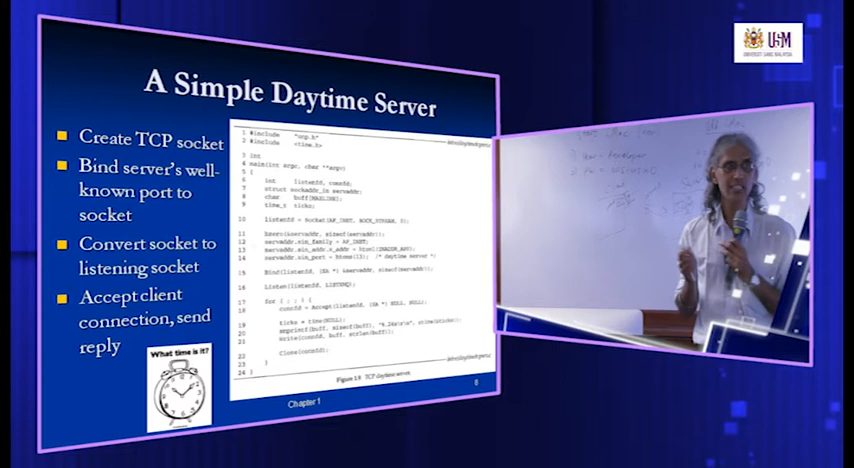 A Simple Daytime Server
Create TCP socket
Bind server's well-
known port to
socket
Convert socket to
listening socket
Accept client
connection, send
reply
What time is it?
1 #include "unp.h"
2 #include <time.h>
3 int
4 main(int argc, char **argv)
5 {
6 int listenfd, connfd;
7 struct sockaddr_in servaddr;
8 char buff[MAXLINE];
9 time_t ticks;
10 listenfd = Socket(AF_INET, SOCK_STREAM, 0);
11 bzero(&servaddr, sizeof(servaddr));
12 servaddr.sin_family = AF_INET;
13 servaddr.sin_addr.s_addr = htonl(INADDR_ANY);
14 servaddr.sin_port = htons(13); /* daytime server */
15 Bind(listenfd, (SA *) &servaddr, sizeof(servaddr));
16 Listen(listenfd, LISTENQ);
17 for ( ; ; ) {
18 connfd = Accept(listenfd, (SA *) NULL, NULL);
19 ticks = time(NULL);
20 snprintf(buff, sizeof(buff), "%.24s\r\n", ctime(&ticks));
21 Write(connfd, buff, strlen(buff));
22 Close(connfd);
23 }
24 }
Figure 1.9 TCP daytime server.
Chapter 1
8
USM
UNIVERSITI SAINS MALAYSIA